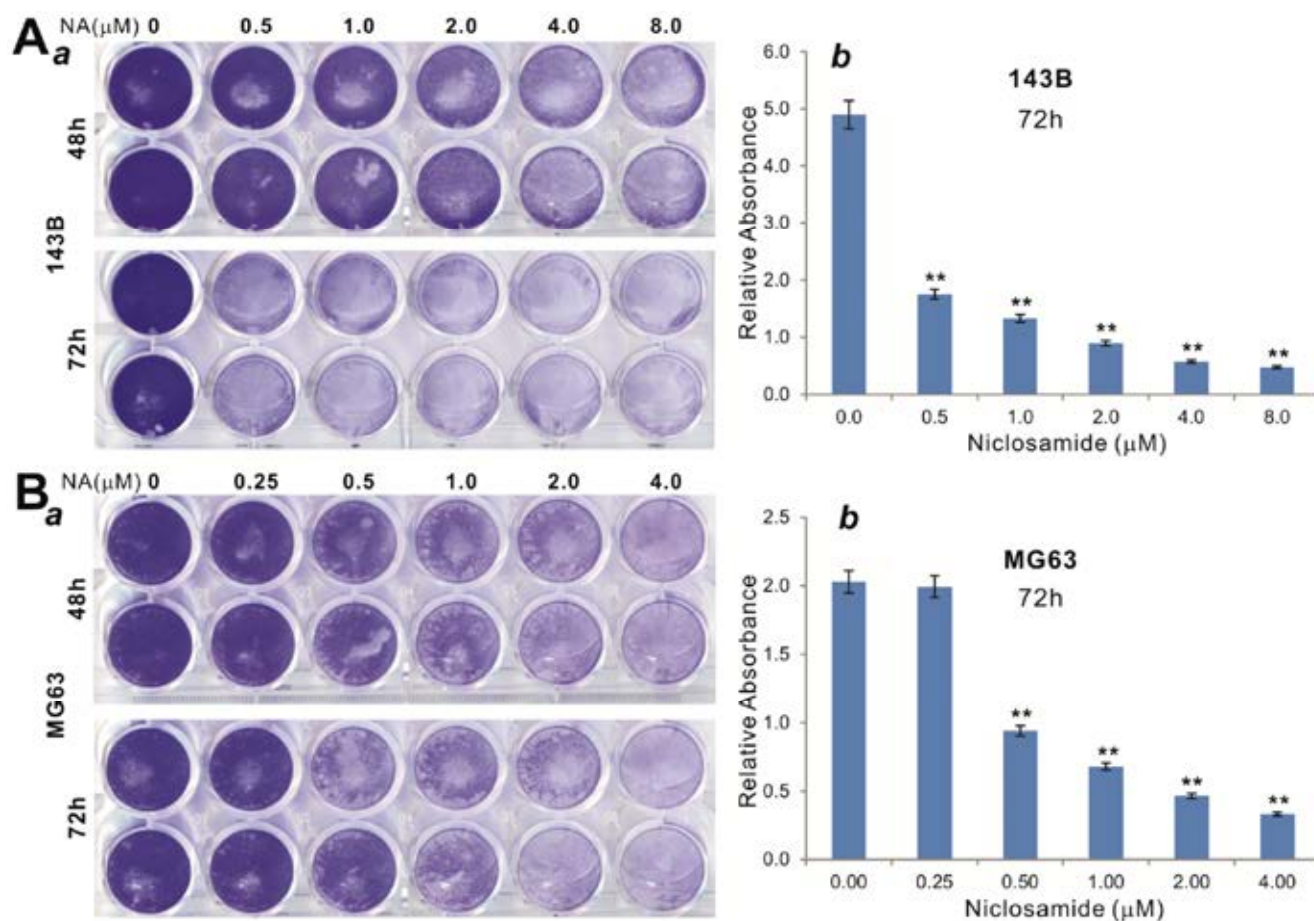 A
NA(μM) 0 0.5 1.0 2.0 4.0 8.0
a
48h
143B
72h
b
143B
72h
Relative Absorbance
6.0
5.0
4.0
3.0
2.0
1.0
0.0
**
**
**
**
**
0.0 0.5 1.0 2.0 4.0 8.0
Niclosamide (μM)
B
NA(μM) 0 0.25 0.5 1.0 2.0 4.0
a
48h
MG63
72h
b
MG63
72h
Relative Absorbance
2.5
2.0
1.5
1.0
0.5
0.0
**
**
**
**
0.00 0.25 0.50 1.00 2.00 4.00
Niclosamide (μM)